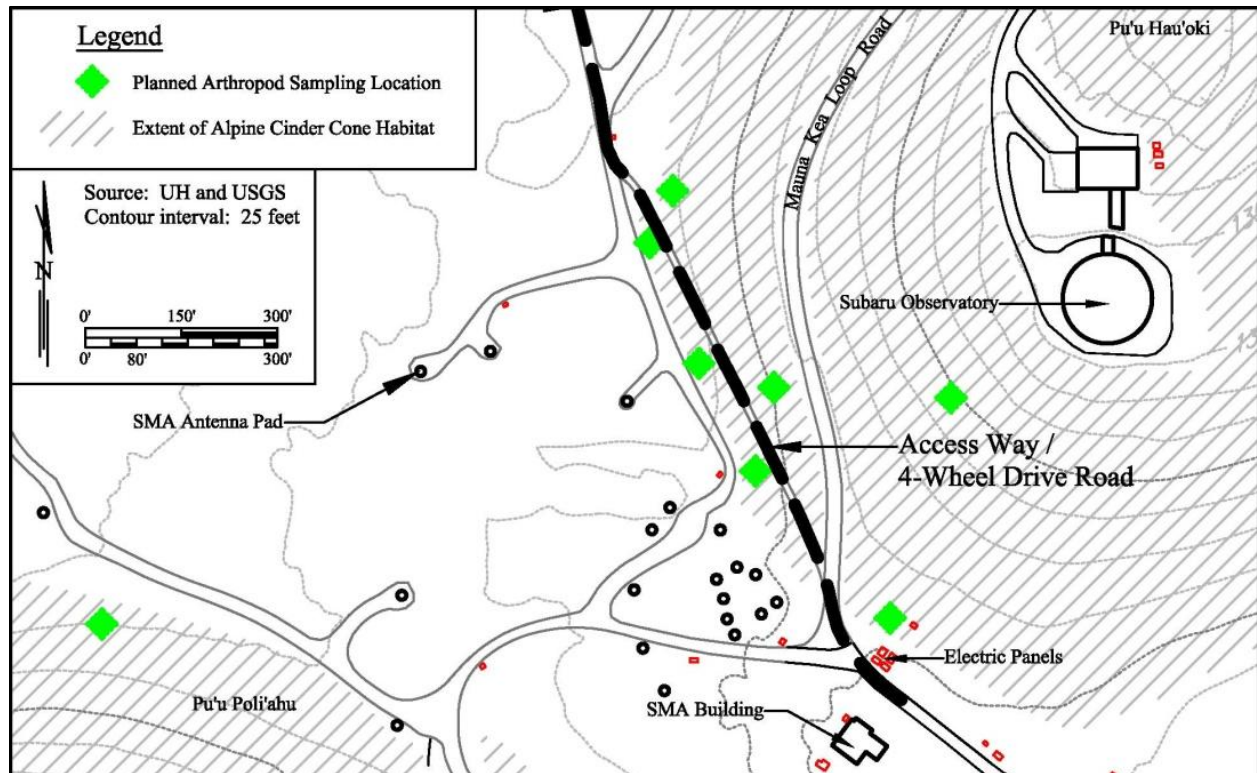 Legend
Planned Arthropod Sampling Location
Extent of Alpine Cinder Cone Habitat
Source: UH and USGS
Contour interval: 25 feet
N
0' 150' 300'
0' 80' 300'
Pu'u Hau'oki
Mauna Kea Loop Road
Subaru Observatory
SMA Antenna Pad
Access Way /
4-Wheel Drive Road
Electric Panels
Pu'u Poli'ahu
SMA Building